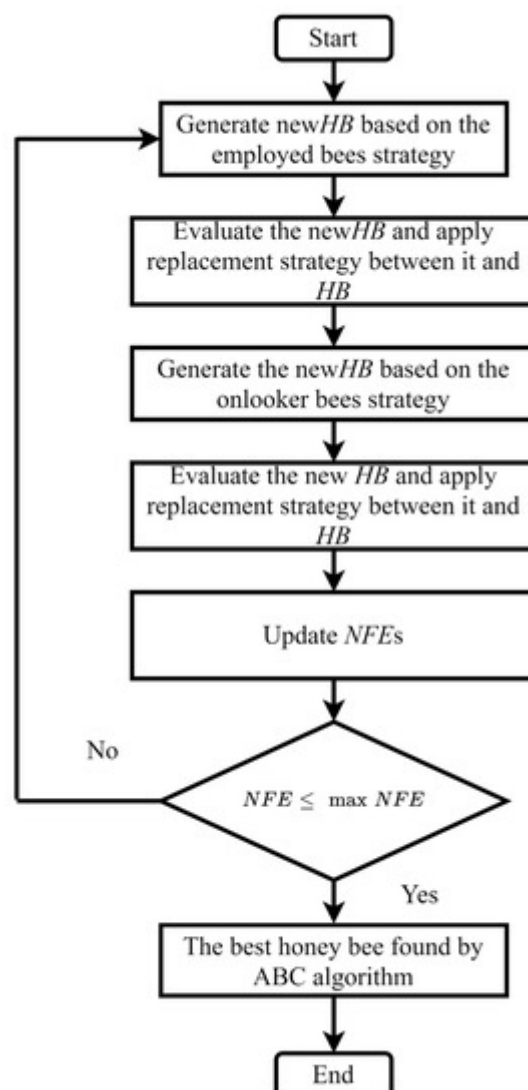 Start
Generate newHB based on the
employed bees strategy
Evaluate the newHB and apply
replacement strategy between it and
HB
Generate the newHB based on the
onlooker bees strategy
Evaluate the new HB and apply
replacement strategy between it and
HB
Update NFEs
No
NFE ≤ max NFE
Yes
The best honey bee found by
ABC algorithm
End